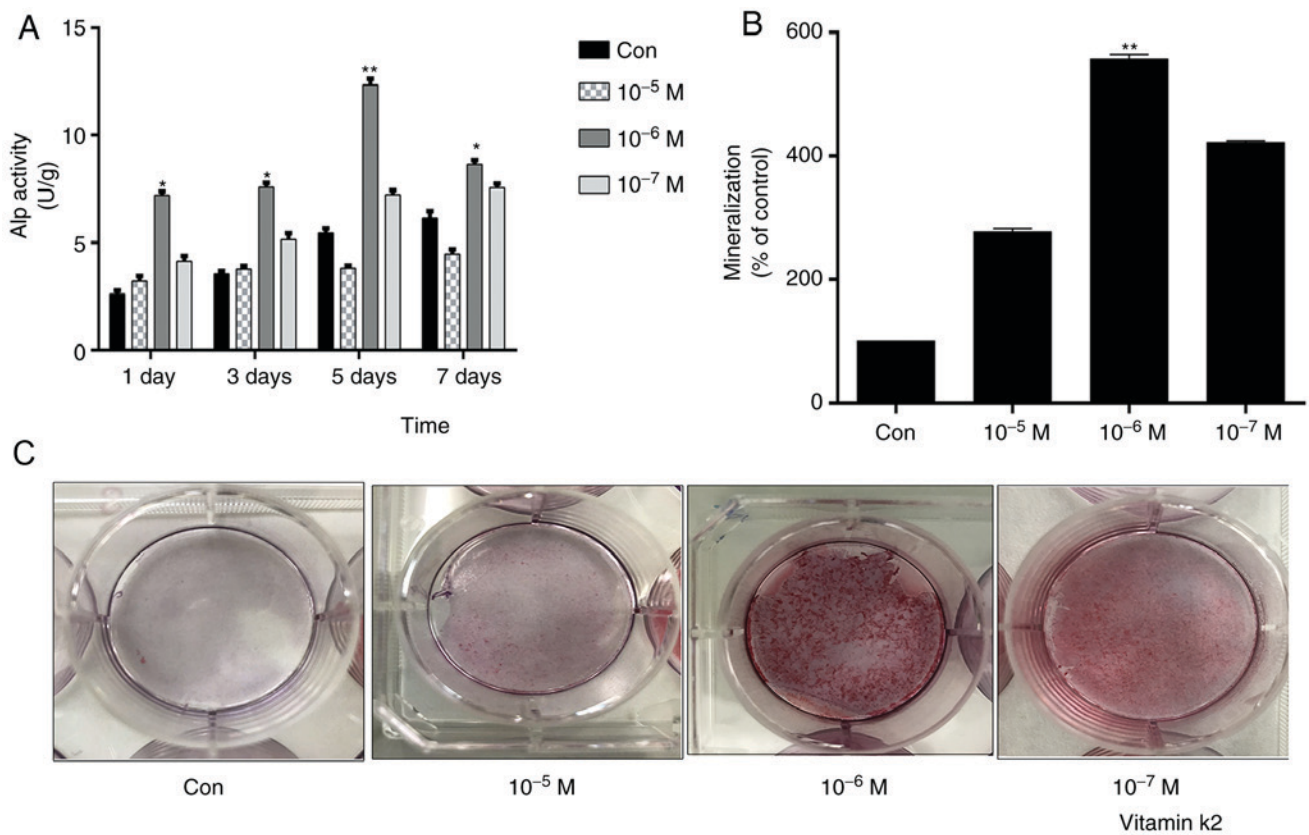 A
15
10
5
0
Alp activity
(U/g)
*
*
**
*
1 day 3 days 5 days 7 days
Time
Con
10⁻⁵ M
10⁻⁶ M
10⁻⁷ M
B
600
400
200
0
Mineralization
(% of control)
**
Con 10⁻⁵ M 10⁻⁶ M 10⁻⁷ M
C
Con 10⁻⁵ M 10⁻⁶ M 10⁻⁷ M
Vitamin k2